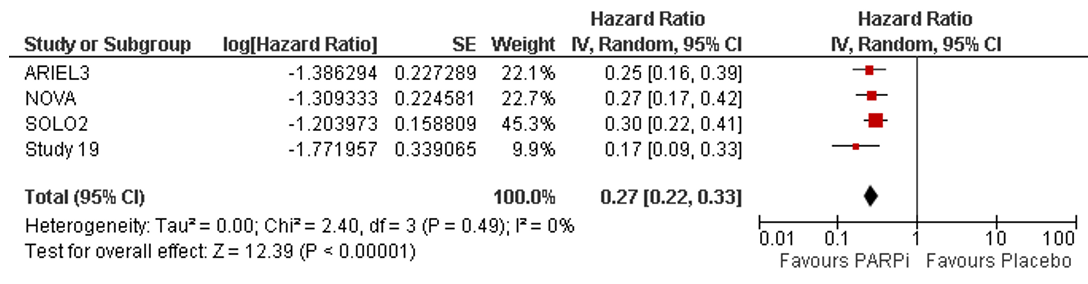 Hazard Ratio Hazard Ratio
Study or Subgroup log[Hazard Ratio] SE Weight IV, Random, 95% CI IV, Random, 95% CI
ARIEL3 -1.386294 0.227289 22.1% 0.25 [0.16, 0.39]
NOVA -1.309333 0.224581 22.7% 0.27 [0.17, 0.42]
SOLO2 -1.203973 0.158809 45.3% 0.30 [0.22, 0.41]
Study 19 -1.771957 0.339065 9.9% 0.17 [0.09, 0.33]
Total (95% CI) 100.0% 0.27 [0.22, 0.33]
Heterogeneity: Tau² = 0.00; Chi² = 2.40, df = 3 (P = 0.49); I² = 0%
Test for overall effect: Z = 12.39 (P < 0.00001)
0.01 0.1 1 10 100
Favours PARPi Favours Placebo